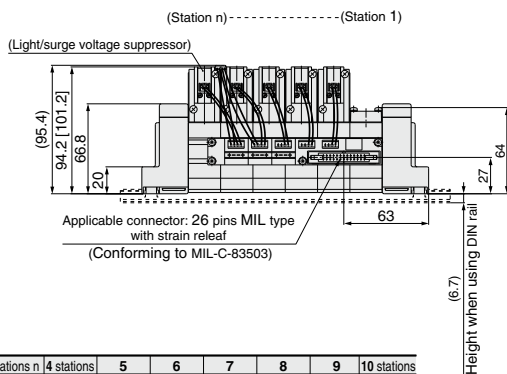 (Station n)
(Station 1)
(Light/surge voltage suppressor)
(95.4)
94.2 [101.2]
66.8
20
64
27
63
Applicable connector: 26 pins MIL type
with strain releaf
(Conforming to MIL-C-83503)
(6.7)
Height when using DIN rail
ations n 4 stations 5 6 7 8 9 10 stations